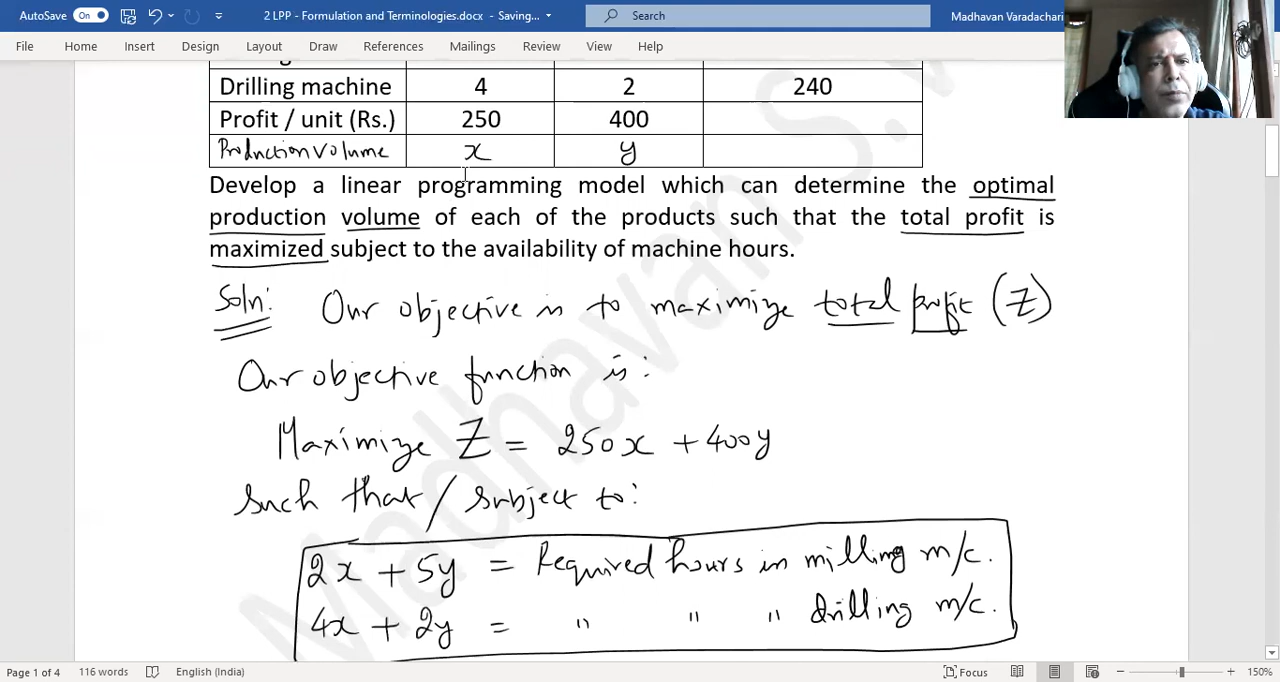 AutoSave On 2 LPP - Formulation and Terminologies.docx - Saving... Search Madhavan Varadachari
File Home Insert Design Layout Draw References Mailings Review View Help
Drilling machine 4 2 240
Profit / unit (Rs.) 250 400
Production volume x y
Develop a linear programming model which can determine the optimal
production volume of each of the products such that the total profit is
maximized subject to the availability of machine hours.
Soln: Our objective is to maximize total profit (Z)
Our objective function is:
Maximize Z = 250x + 400y
such that / subject to:
2x + 5y = Required hours in milling m/c.
4x + 2y = " " " drilling m/c.
Madhavan S.
Page 1 of 4 116 words English (India) Focus 150%